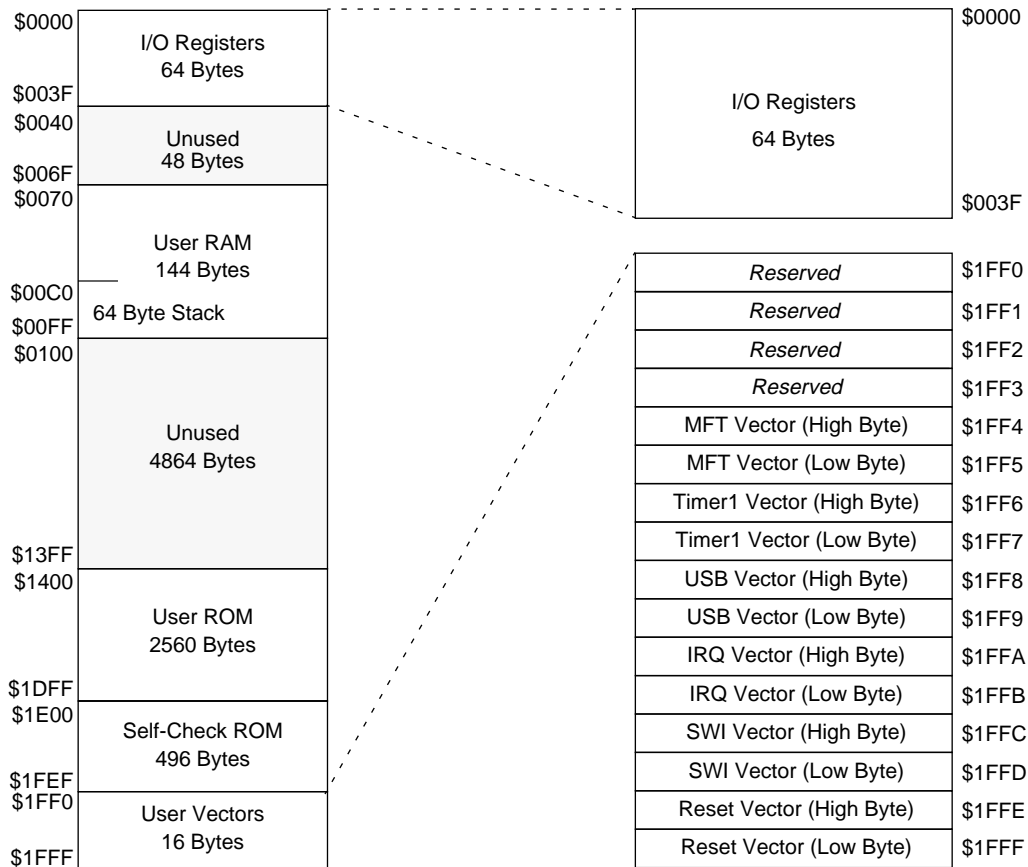 $0000
I/O Registers
64 Bytes
$003F
$0040
Unused
48 Bytes
$006F
$0070
User RAM
144 Bytes
$00C0
64 Byte Stack
$00FF
$0100
Unused
4864 Bytes
$13FF
$1400
User ROM
2560 Bytes
$1DFF
$1E00
Self-Check ROM
496 Bytes
$1FEF
$1FF0
User Vectors
16 Bytes
$1FFF
$0000
I/O Registers
64 Bytes
$003F
Reserved $1FF0
Reserved $1FF1
Reserved $1FF2
Reserved $1FF3
MFT Vector (High Byte) $1FF4
MFT Vector (Low Byte) $1FF5
Timer1 Vector (High Byte) $1FF6
Timer1 Vector (Low Byte) $1FF7
USB Vector (High Byte) $1FF8
USB Vector (Low Byte) $1FF9
IRQ Vector (High Byte) $1FFA
IRQ Vector (Low Byte) $1FFB
SWI Vector (High Byte) $1FFC
SWI Vector (Low Byte) $1FFD
Reset Vector (High Byte) $1FFE
Reset Vector (Low Byte) $1FFF